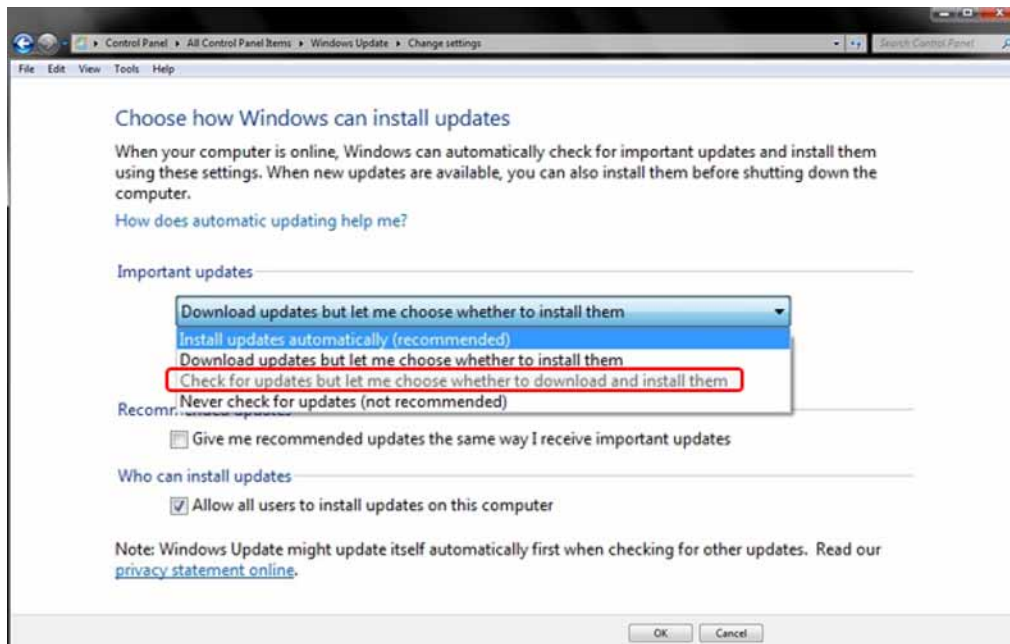 Control Panel ▸ All Control Panel Items ▸ Windows Update ▸ Change settings
Search Control Panel
File Edit View Tools Help
Choose how Windows can install updates
When your computer is online, Windows can automatically check for important updates and install them
using these settings. When new updates are available, you can also install them before shutting down the
computer.
How does automatic updating help me?
Important updates
Download updates but let me choose whether to install them
Install updates automatically (recommended)
Download updates but let me choose whether to install them
Check for updates but let me choose whether to download and install them
Never check for updates (not recommended)
Recommended updates
Give me recommended updates the same way I receive important updates
Who can install updates
Allow all users to install updates on this computer
Note: Windows Update might update itself automatically first when checking for other updates. Read our
privacy statement online.
OK Cancel